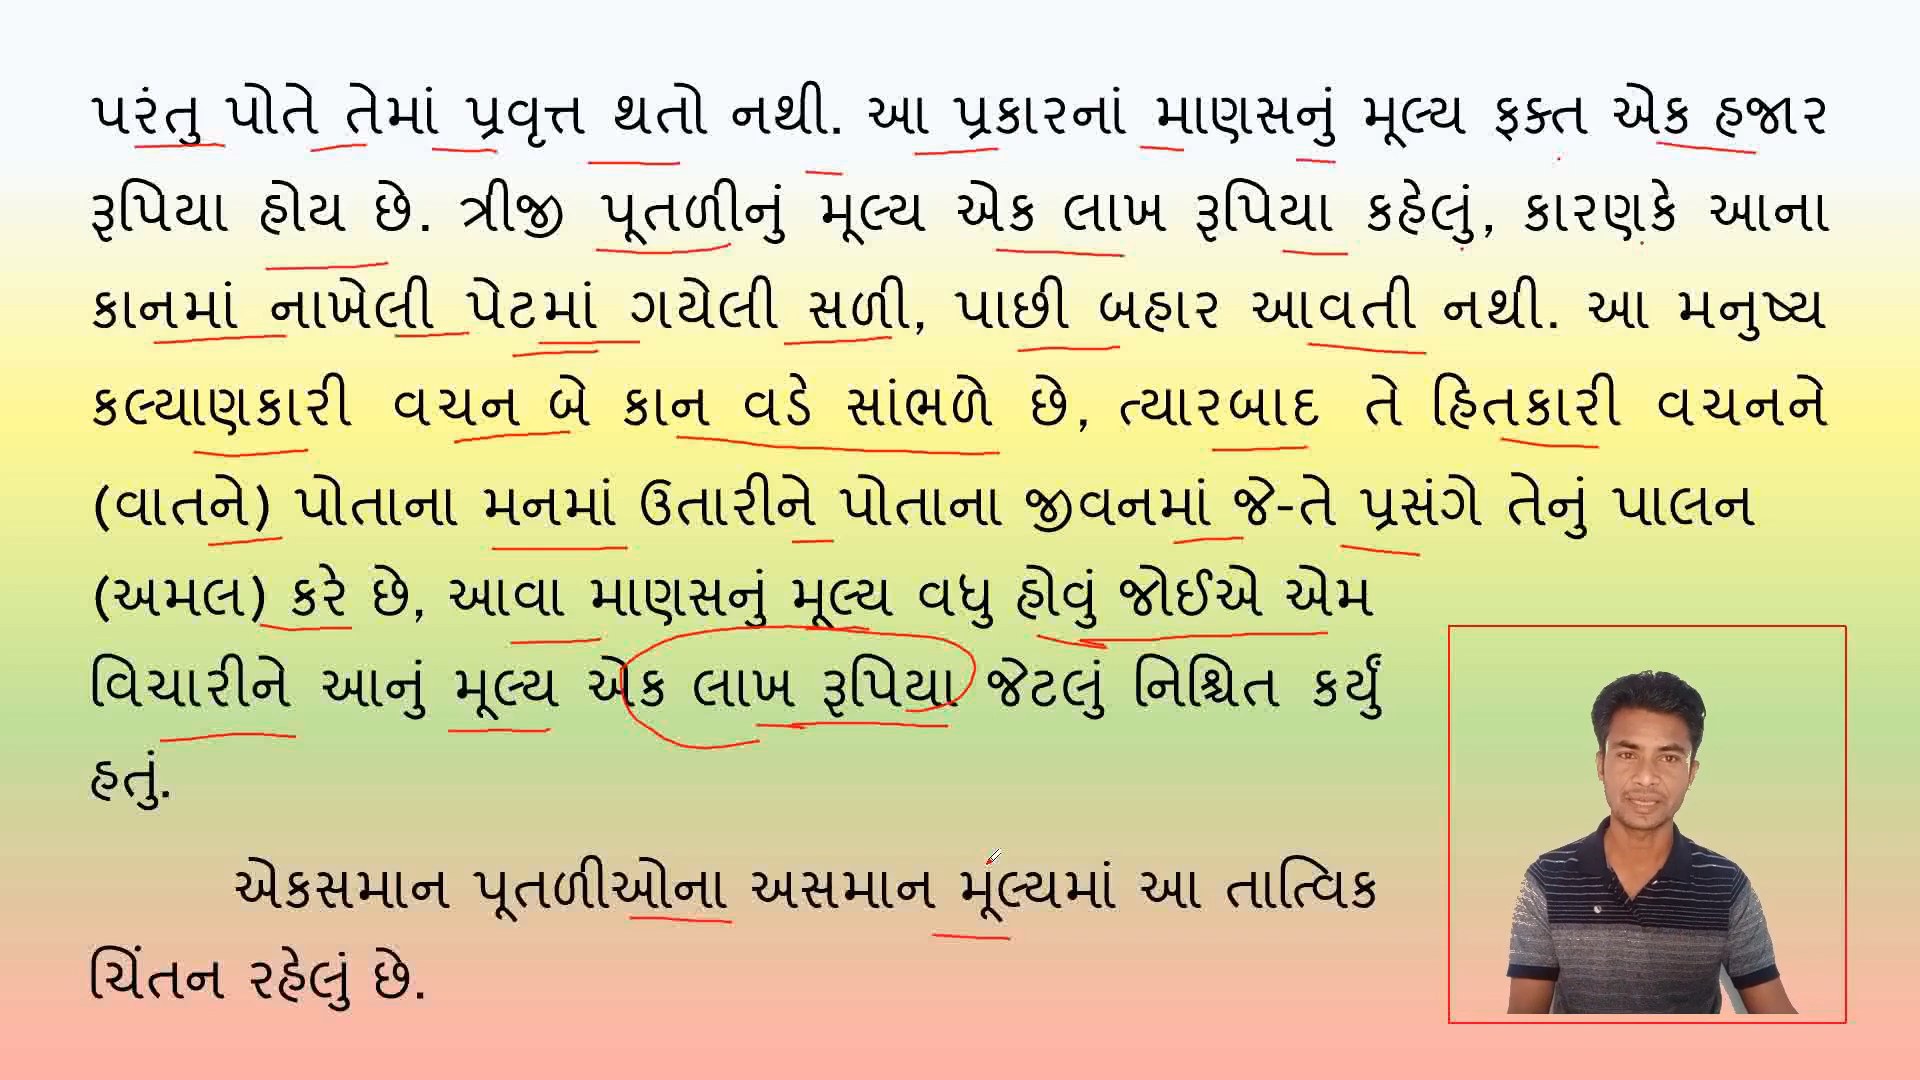 પરંતુ પોતે તેમાં પ્રવૃત્ત થતો નથી. આ પ્રકારનાં માણસનું મૂલ્ય ફક્ત એક હજાર
રૂપિયા હોય છે. ત્રીજી પૂતળીનું મૂલ્ય એક લાખ રૂપિયા કહેલું, કારણકે આના
કાનમાં નાખેલી પેટમાં ગયેલી સળી, પાછી બહાર આવતી નથી. આ મનુષ્ય
કલ્યાણકારી વચન બે કાન વડે સાંભળે છે, ત્યારબાદ તે હિતકારી વચનને
(વાતને) પોતાના મનમાં ઉતારીને પોતાના જીવનમાં જે-તે પ્રસંગે તેનું પાલન
(અમલ) કરે છે, આવા માણસનું મૂલ્ય વધુ હોવું જોઈએ એમ
વિચારીને આનું મૂલ્ય એક લાખ રૂપિયા જેટલું નિશ્ચિત કર્યું
હતું.
એકસમાન પૂતળીઓના અસમાન મૂલ્યમાં આ તાત્વિક
ચિંતન રહેલું છે.